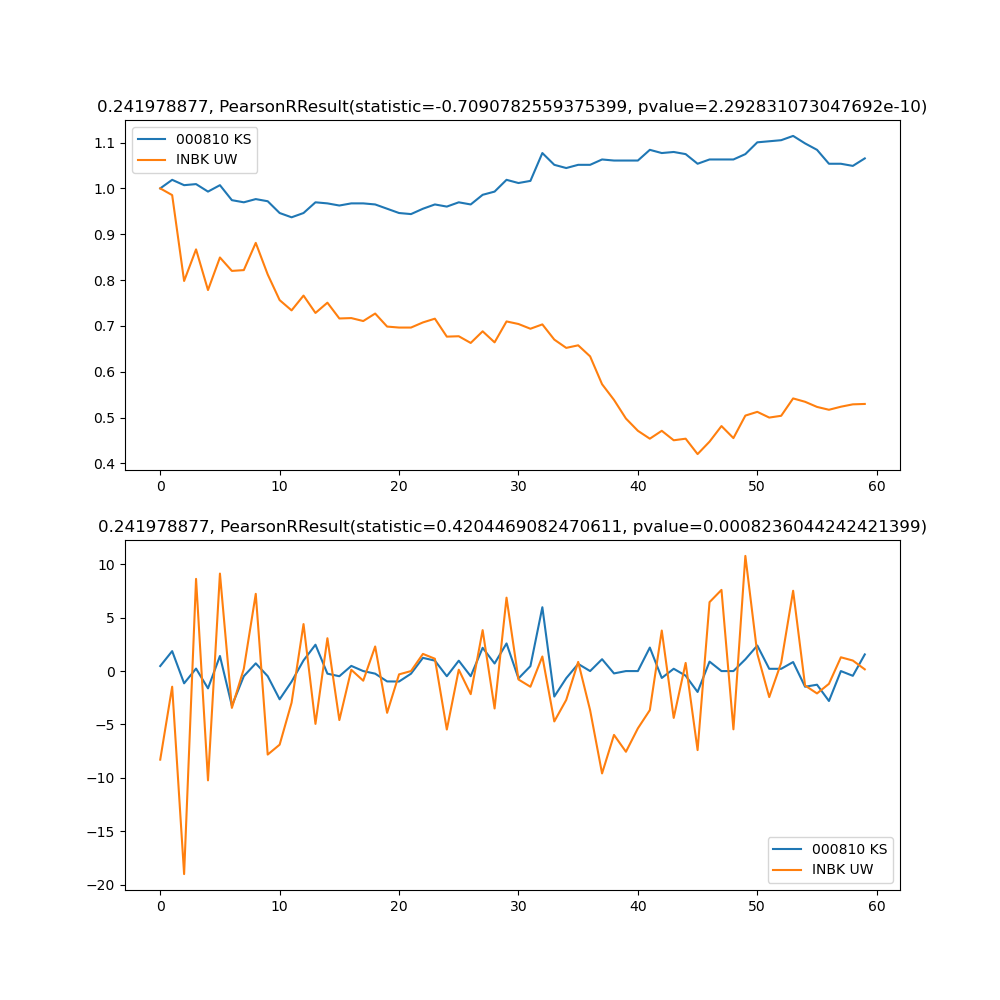 0.241978877, PearsonRResult(statistic=-0.7090782559375399, pvalue=2.292831073047692e-10)
000810 KS
INBK UW
1.1
1.0
0.9
0.8
0.7
0.6
0.5
0.4
0 10 20 30 40 50 60
0.241978877, PearsonRResult(statistic=0.4204469082470611, pvalue=0.0008236044242421399)
10
5
0
−5
−10
−15
−20
000810 KS
INBK UW
0 10 20 30 40 50 60